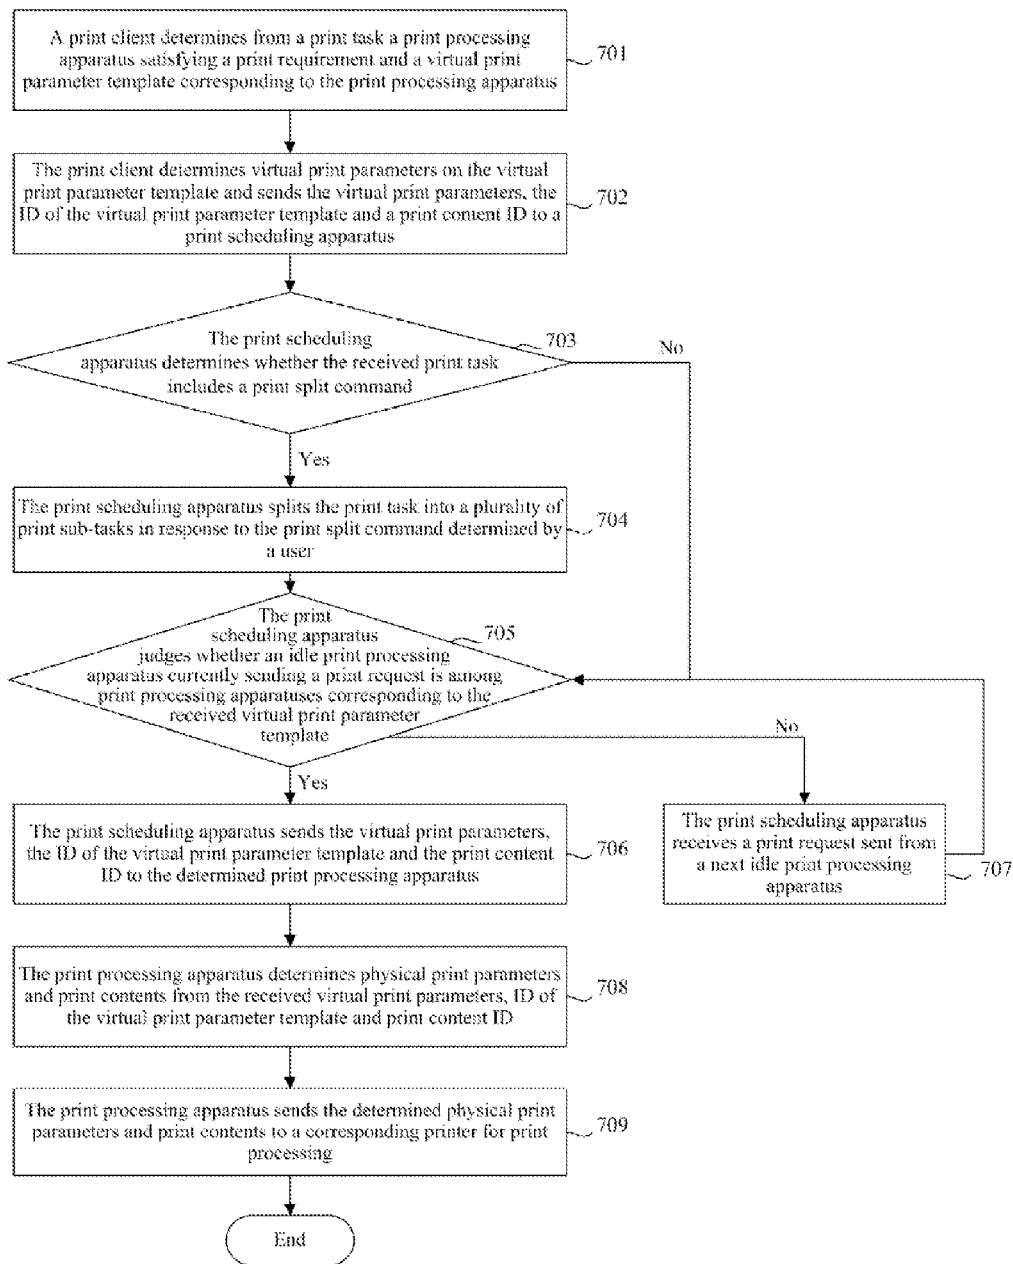 A print client determines from a print task a print processing
apparatus satisfying a print requirement and a virtual print
parameter template corresponding to the print processing apparatus
701
The print client determines virtual print parameters on the virtual
print parameter template and sends the virtual print parameters, the
ID of the virtual print parameter template and a print content ID to a
print scheduling apparatus
702
The print scheduling
apparatus determines whether the received print task
includes a print split command
703
No
Yes
The print scheduling apparatus splits the print task into a plurality of
print sub-tasks in response to the print split command determined by
a user
704
The print
scheduling apparatus
judges whether an idle print processing
apparatus currently sending a print request is among
print processing apparatuses corresponding to the
received virtual print parameter
template
705
No
Yes
The print scheduling apparatus sends the virtual print parameters,
the ID of the virtual print parameter template and the print content
ID to the determined print processing apparatus
706
The print scheduling apparatus
receives a print request sent from
a next idle print processing
apparatus
707
The print processing apparatus determines physical print parameters
and print contents from the received virtual print parameters, ID of
the virtual print parameter template and print content ID
708
The print processing apparatus sends the determined physical print
parameters and print contents to a corresponding printer for print
processing
709
End